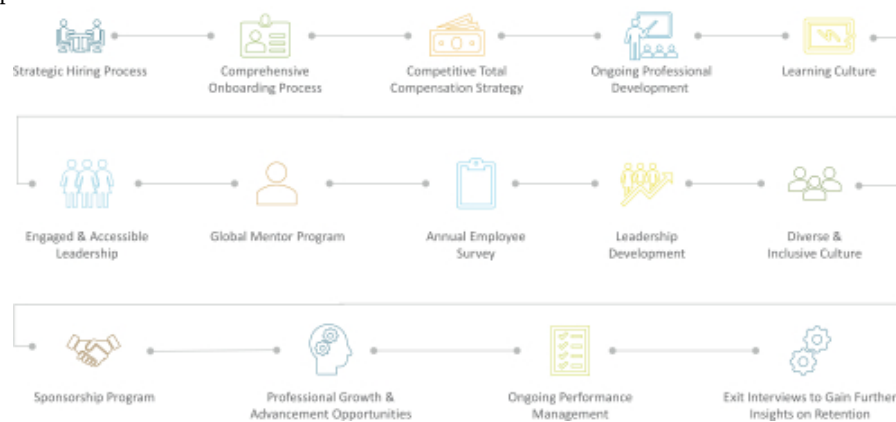 Strategic Hiring Process
Comprehensive
Onboarding Process
Competitive Total
Compensation Strategy
Ongoing Professional
Development
Learning Culture
Engaged & Accessible
Leadership
Global Mentor Program
Annual Employee
Survey
Leadership
Development
Diverse &
Inclusive Culture
Sponsorship Program
Professional Growth &
Advancement Opportunities
Ongoing Performance
Management
Exit Interviews to Gain Further
Insights on Retention